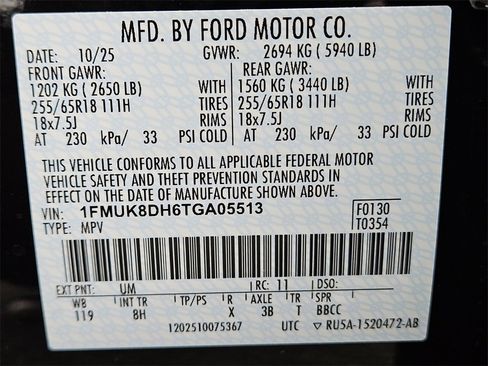 MFD. BY FORD MOTOR CO.
DATE: 10/25 GVWR: 2694 KG ( 5940 LB)
FRONT GAWR: REAR GAWR:
1202 KG ( 2650 LB) WITH 1560 KG ( 3440 LB) WITH
255/65R18 111H TIRES 255/65R18 111H TIRES
18x7.5J RIMS 18x7.5J RIMS
AT 230 kPa/ 33 PSI COLD AT 230 kPa/ 33 PSI COLD
THIS VEHICLE CONFORMS TO ALL APPLICABLE FEDERAL MOTOR
VEHICLE SAFETY AND THEFT PREVENTION STANDARDS IN
EFFECT ON THE DATE OF MANUFACTURE SHOWN ABOVE.
VIN: 1FMUK8DH6TGA05513 F0130
TYPE: MPV T0354
EXT PNT: UM RC: 11 DSO:
WB INT TR TP/PS R AXLE TR SPR
119 8H X 3B T BBCC
1202510075367 UTC RU5A-1520472-AB